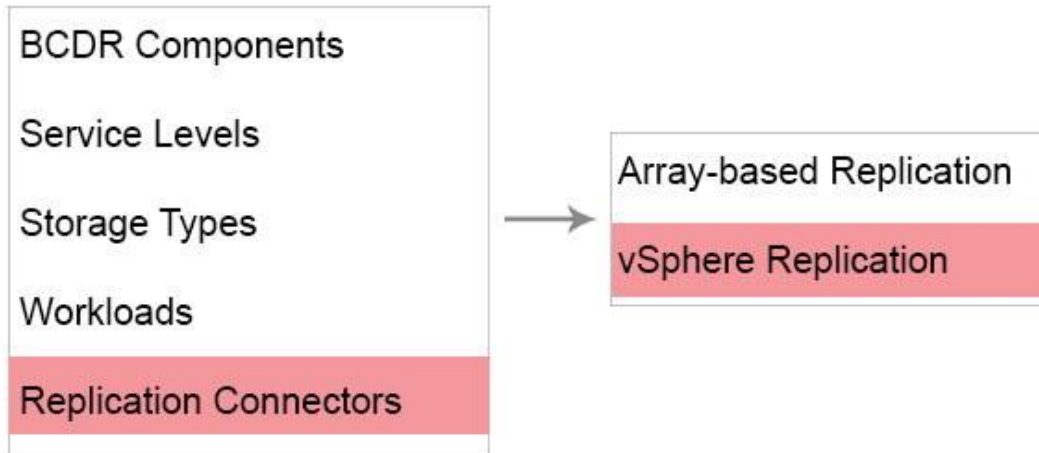 BCDR Components
Service Levels
Storage Types
Workloads
Replication Connectors
Array-based Replication
vSphere Replication